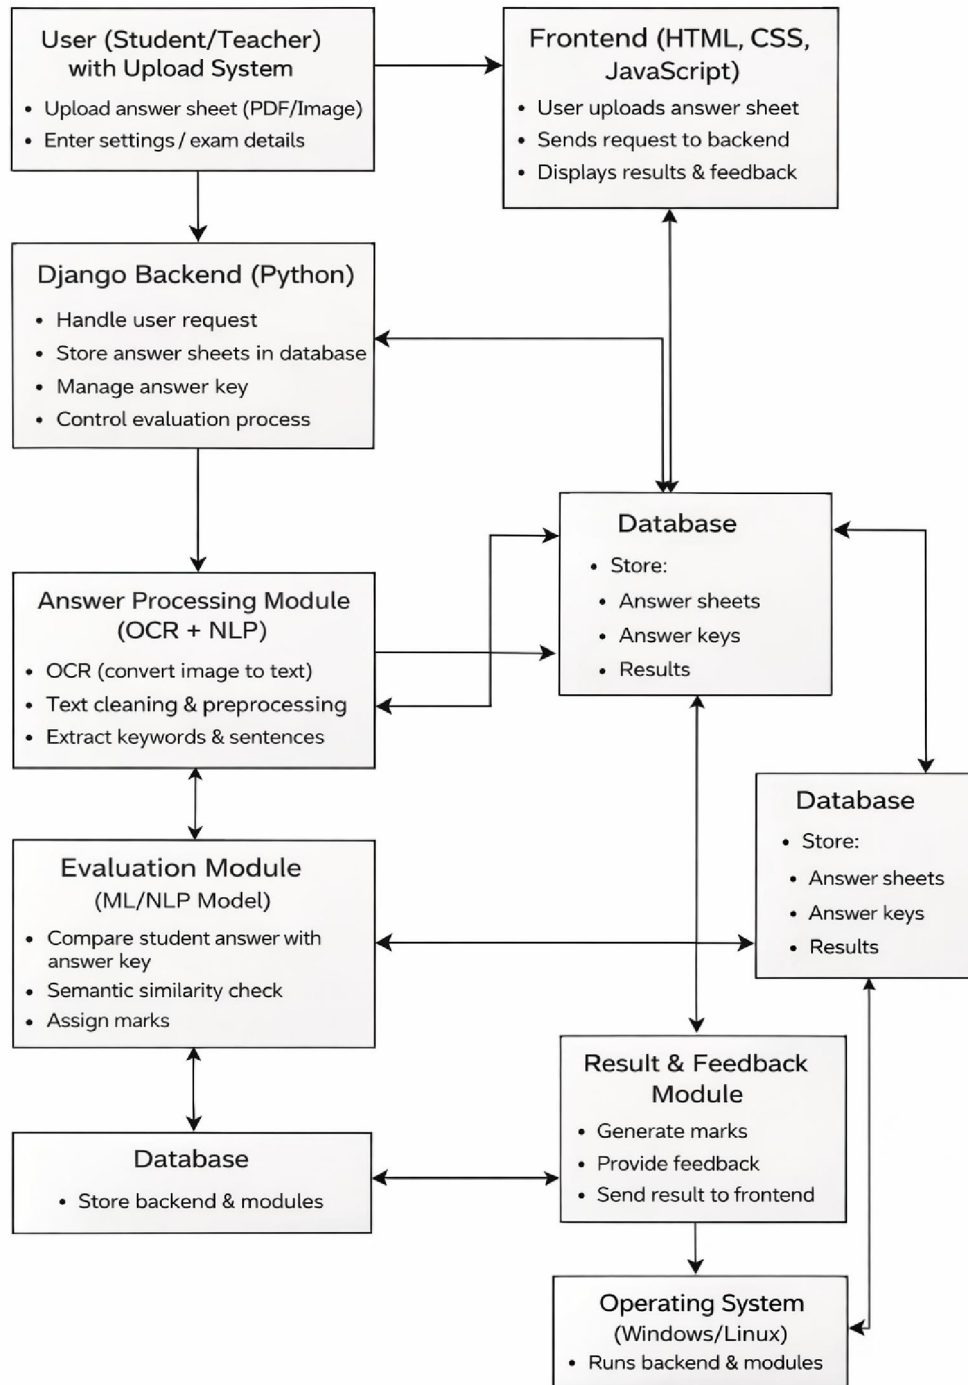 User (Student/Teacher)
with Upload System
• Upload answer sheet (PDF/Image)
• Enter settings / exam details
Frontend (HTML, CSS,
JavaScript)
• User uploads answer sheet
• Sends request to backend
• Displays results & feedback
Django Backend (Python)
• Handle user request
• Store answer sheets in database
• Manage answer key
• Control evaluation process
Database
• Store:
• Answer sheets
• Answer keys
• Results
Answer Processing Module
(OCR + NLP)
• OCR (convert image to text)
• Text cleaning & preprocessing
• Extract keywords & sentences
Database
• Store:
• Answer sheets
• Answer keys
• Results
Evaluation Module
(ML/NLP Model)
• Compare student answer with
answer key
• Semantic similarity check
• Assign marks
Result & Feedback
Module
• Generate marks
• Provide feedback
• Send result to frontend
Database
• Store backend & modules
Operating System
(Windows/Linux)
• Runs backend & modules